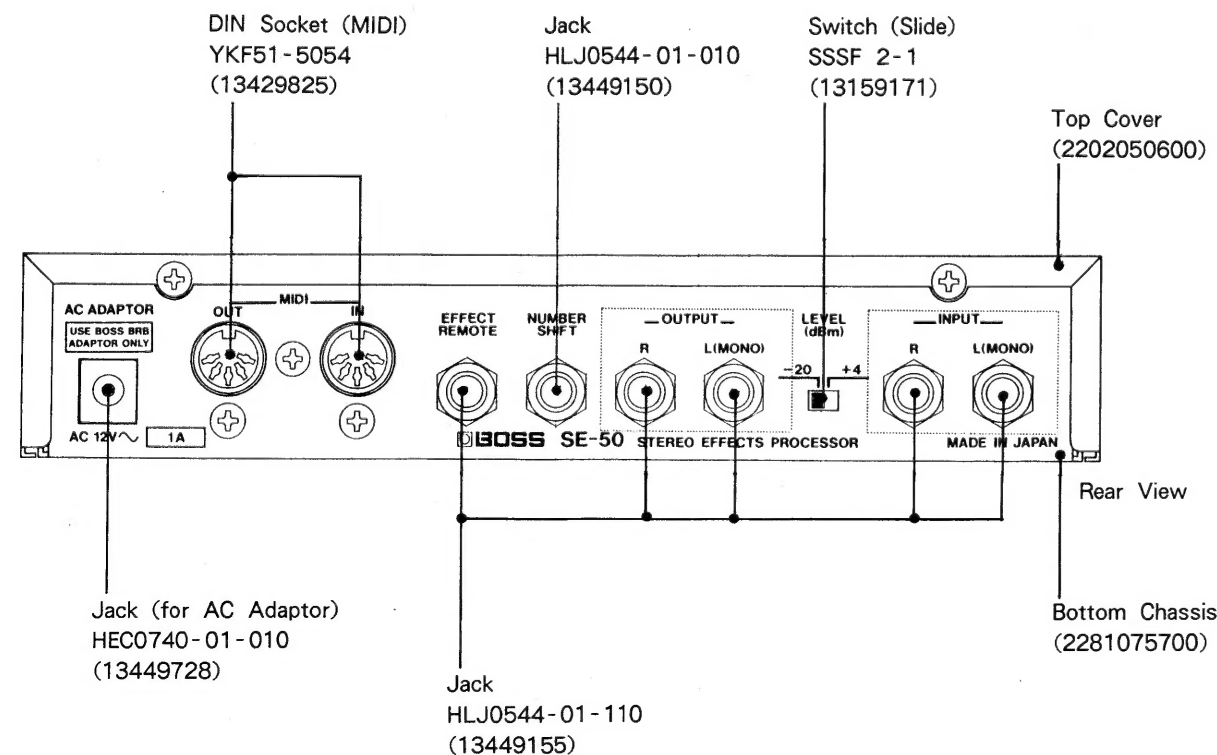 DIN Socket (MIDI)
YKF51-5054
(13429825)
Jack
HLJ0544-01-010
(13449150)
Switch (Slide)
SSSF 2-1
(13159171)
Top Cover
(2202050600)
AC ADAPTOR
USE BOSS BRB
ADAPTOR ONLY
AC 12V～
1A
OUT
MIDI
IN
EFFECT
REMOTE
NUMBER
SHIFT
OUTPUT
R
L(MONO)
LEVEL
(dBm)
-20
+4
INPUT
R
L(MONO)
BOSS SE-50 STEREO EFFECTS PROCESSOR
MADE IN JAPAN
Rear View
Jack (for AC Adaptor)
HEC0740-01-010
(13449728)
Jack
HLJ0544-01-110
(13449155)
Bottom Chassis
(2281075700)